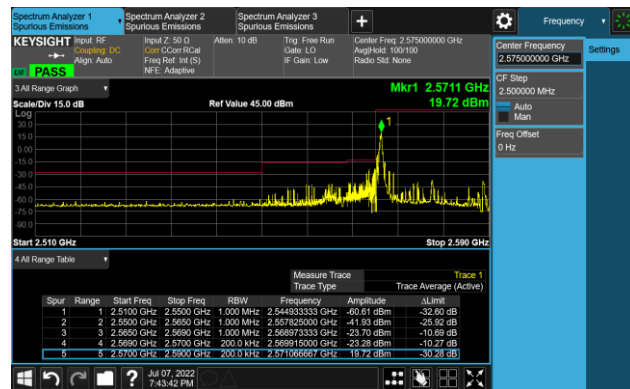 Spectrum Analyzer 1
Spurious Emissions
Spectrum Analyzer 2
Spurious Emissions
Spectrum Analyzer 3
Spurious Emissions
Frequency
KEYSIGHT
Input: RF
Coupling: DC
Align: Auto
Input Z: 50 Ω
Corr CCorr RCal
Freq Ref: Int (S)
NFE: Adaptive
Atten: 10 dB
Trig: Free Run
Gate: LO
IF Gain: Low
Center Freq: 2.575000000 GHz
Avg|Hold: 100/100
Radio Std: None
PASS
Center Frequency
2.575000000 GHz
Settings
CF Step
2.500000 MHz
Auto
Man
Freq Offset
0 Hz
3 All Range Graph
Mkr1 2.5711 GHz
Scale/Div 15.0 dB
Ref Value 45.00 dBm
19.72 dBm
Log
30.0
15.0
0.00
-15.0
-30.0
-45.0
-60.0
-75.0
-90.0
1
Start 2.510 GHz
Stop 2.590 GHz
4 All Range Table
Measure Trace Trace 1
Trace Type Trace Average (Active)
Spur Range Start Freq Stop Freq RBW Frequency Amplitude ΔLimit
1 1 2.5100 GHz 2.5500 GHz 1.000 MHz 2.544933333 GHz -60.61 dBm -32.60 dB
2 2 2.5500 GHz 2.5650 GHz 1.000 MHz 2.557825000 GHz -41.93 dBm -25.92 dB
3 3 2.5650 GHz 2.5690 GHz 1.000 MHz 2.568973333 GHz -23.70 dBm -10.69 dB
4 4 2.5690 GHz 2.5700 GHz 200.0 kHz 2.569915000 GHz -23.28 dBm -10.27 dB
5 5 2.5700 GHz 2.5900 GHz 200.0 kHz 2.571066667 GHz 19.72 dBm -30.28 dB
Jul 07, 2022
7:43:42 PM